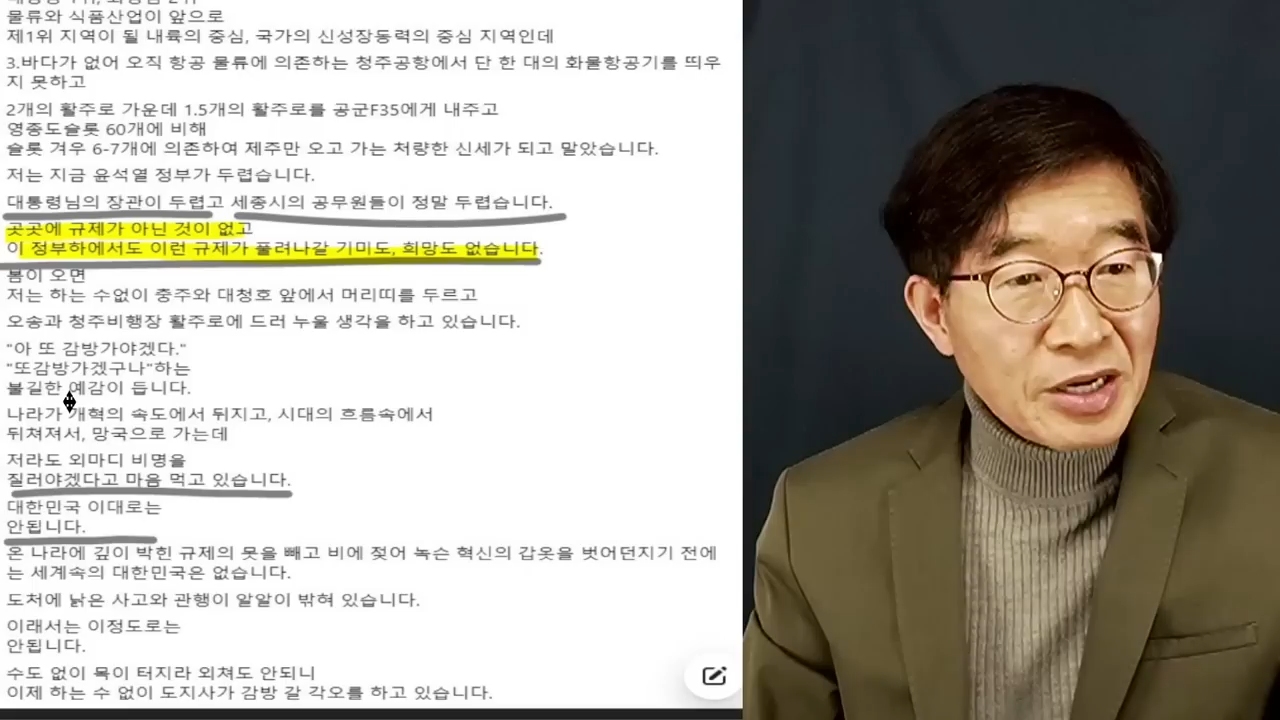 물류와 식품산업이 앞으로
제1위 지역이 될 내륙의 중심, 국가의 신성장동력의 중심 지역인데
3.바다가 없어 오직 항공 물류에 의존하는 청주공항에서 단 한 대의 화물항공기를 띄우
지 못하고
2개의 활주로 가운데 1.5개의 활주로를 공군F35에게 내주고
영종도슬롯 60개에 비해
슬롯 겨우 6-7개에 의존하여 제주만 오고 가는 처량한 신세가 되고 말았습니다.
저는 지금 윤석열 정부가 두렵습니다.
대통령님의 장관이 두렵고 세종시의 공무원들이 정말 두렵습니다.
곳곳에 규제가 아닌 것이 없고
이 정부하에서도 이런 규제가 풀려나갈 기미도, 희망도 없습니다.
봄이 오면
저는 하는 수없이 충주와 대청호 앞에서 머리띠를 두르고
오송과 청주비행장 활주로에 드러 누울 생각을 하고 있습니다.
"아 또 감방가야겠다."
"또감방가겠구나"하는
불길한 예감이 듭니다.
나라가 개혁의 속도에서 뒤지고, 시대의 흐름속에서
뒤쳐져서, 망국으로 가는데
저라도 외마디 비명을
질러야겠다고 마음 먹고 있습니다.
대한민국 이대로는
안됩니다.
온 나라에 깊이 박힌 규제의 못을 빼고 비에 젖어 녹슨 혁신의 갑옷을 벗어던지기 전에
는 세계속의 대한민국은 없습니다.
도처에 낡은 사고와 관행이 알알이 밖혀 있습니다.
이래서는 이정도로는
안됩니다.
수도 없이 목이 터지라 외쳐도 안되니
이제 하는 수 없이 도지사가 감방 갈 각오를 하고 있습니다.